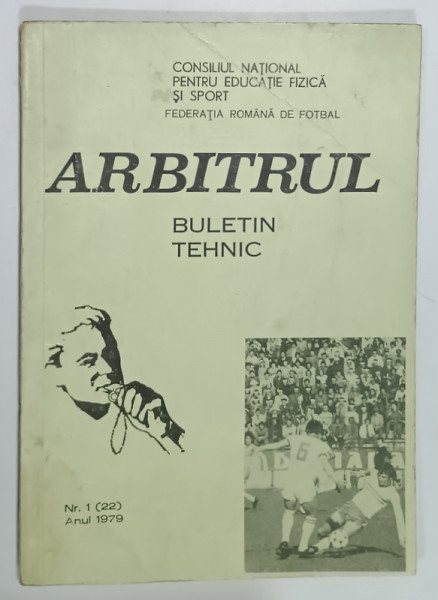 CONSILIUL NAȚIONAL
PENTRU EDUCAȚIE FIZICĂ
ȘI SPORT
FEDERAȚIA ROMÂNĂ DE FOTBAL
ARBITRUL
BULETIN
TEHNIC
6
Nr. 1 (22)
Anul 1979